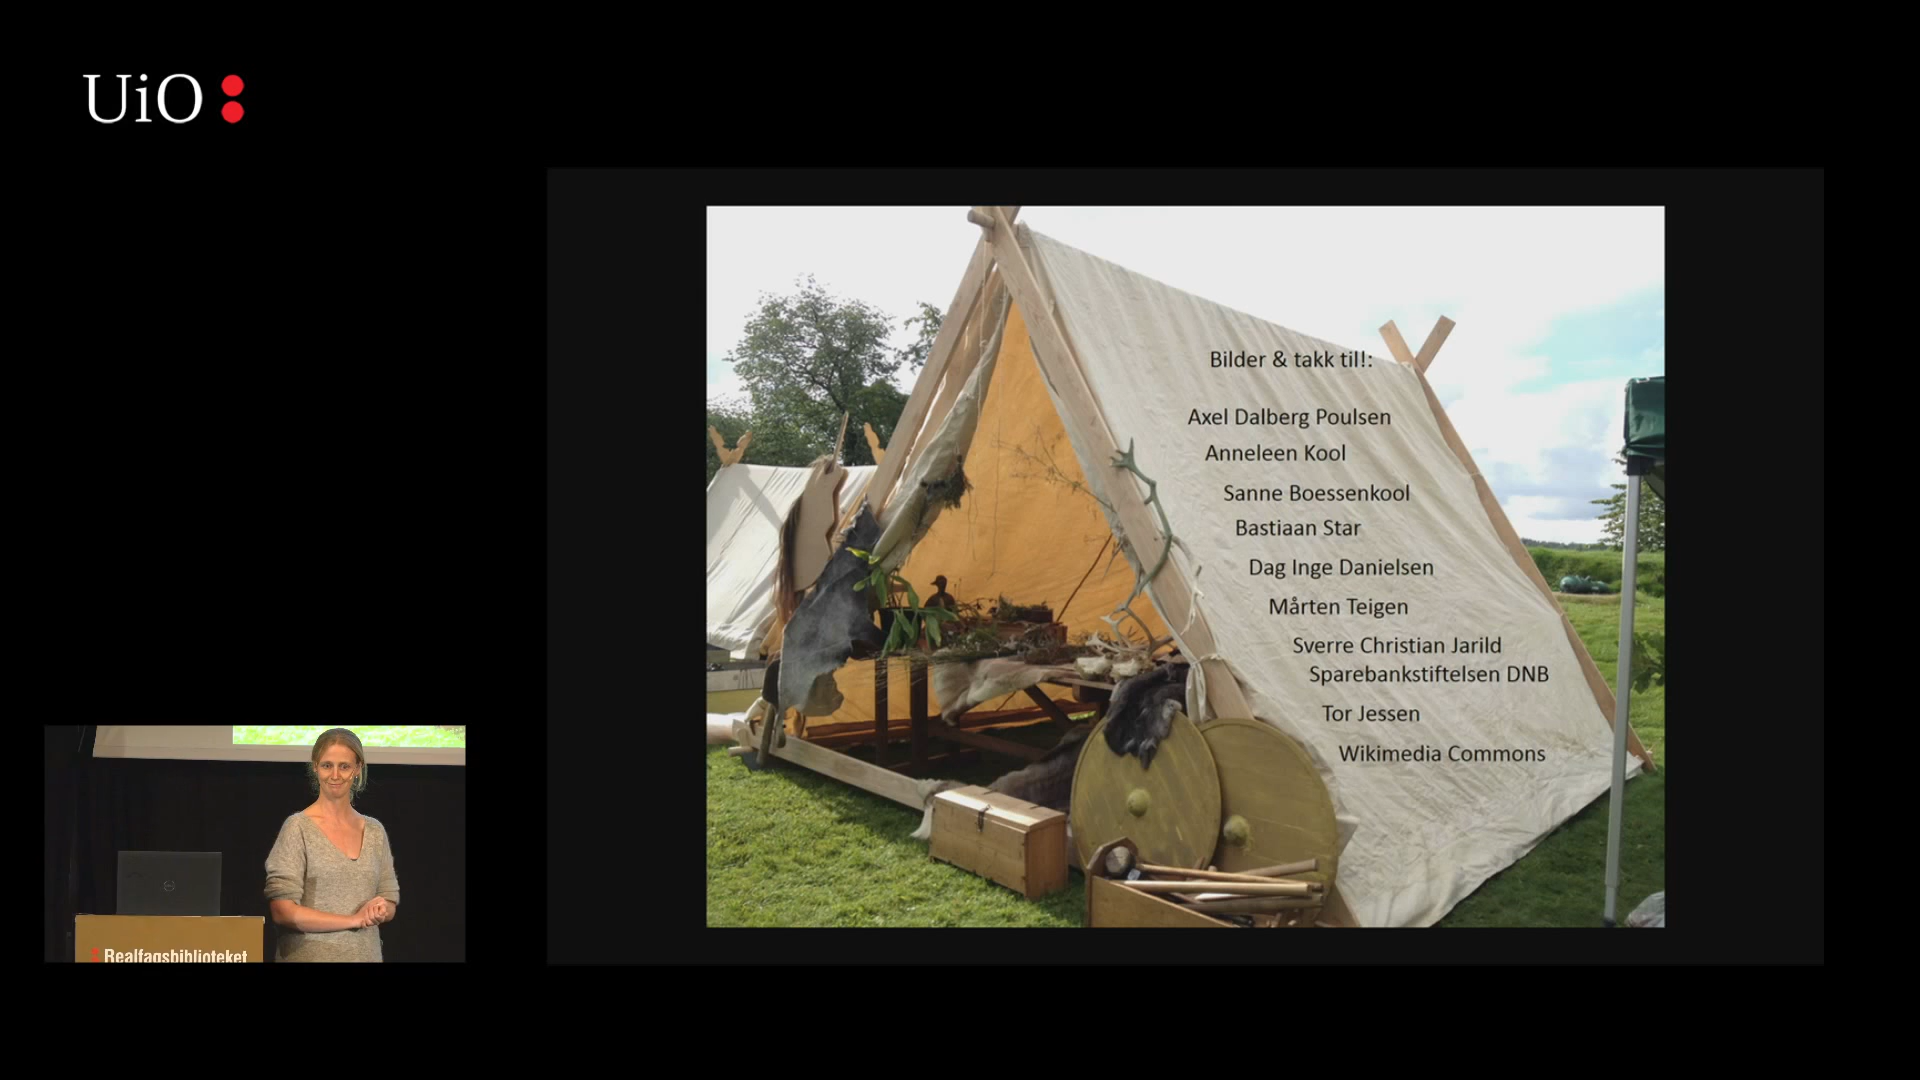 UiO
Bilder & takk til!:
Axel Dalberg Poulsen
Anneleen Kool
Sanne Boessenkool
Bastiaan Star
Dag Inge Danielsen
Mårten Teigen
Sverre Christian Jarild
Sparebankstiftelsen DNB
Tor Jessen
Wikimedia Commons
Realfagsbiblioteket